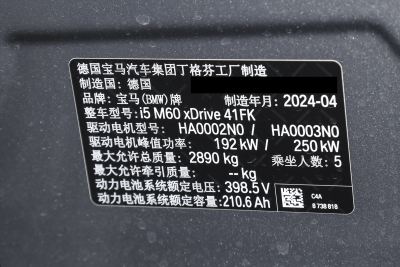 德国宝马汽车集团丁格芬工厂制造
制造国: 德国
品牌: 宝马(BMW)牌 制造年月: 2024-04
整车型号: i5 M60 xDrive 41FK
驱动电机型号: HA0002N0 / HA0003N0
驱动电机峰值功率: 192 kW / 250 kW
最大允许总质量: 2890 kg 乘坐人数: 5
最大允许牵引质量: -- kg
动力电池系统额定电压: 398.5 V
动力电池系统额定容量: 210.6 Ah
C4A
8 738 818